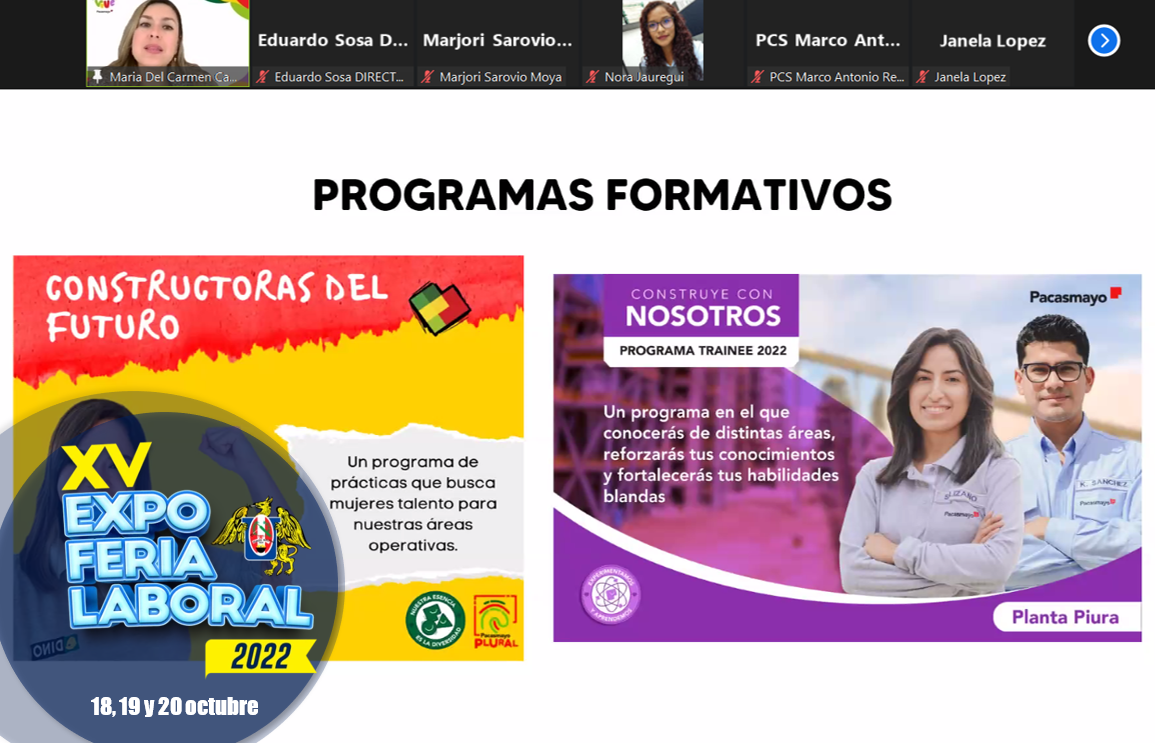 Eduardo Sosa D...
Marjori Sarovio...
PCS Marco Ant...
Janela Lopez
Maria Del Carmen Ca...
Eduardo Sosa DIRECT...
Marjori Sarovio Moya
Nora Jauregui
PCS Marco Antonio Re...
Janela Lopez
PROGRAMAS FORMATIVOS
CONSTRUCTORAS DEL
FUTURO
Un programa de
prácticas que busca
mujeres talento para
nuestras áreas
operativas.
NUESTRA ESENCIA
ES LA DIVERSIDAD
Pacasmayo
PLURAL
DINO
XV
EXPO
FERIA
LABORAL
2022
18, 19 y 20 octubre
CONSTRUYE CON
NOSOTROS
PROGRAMA TRAINEE 2022
Pacasmayo
Un programa en el que
conocerás de distintas áreas,
reforzarás tus conocimientos
y fortalecerás tus habilidades
blandas
Pacasmayo
K. SANCHEZ
Pacasmayo
EXPERIMENTAMOS
Y APRENDEMOS
Planta Piura